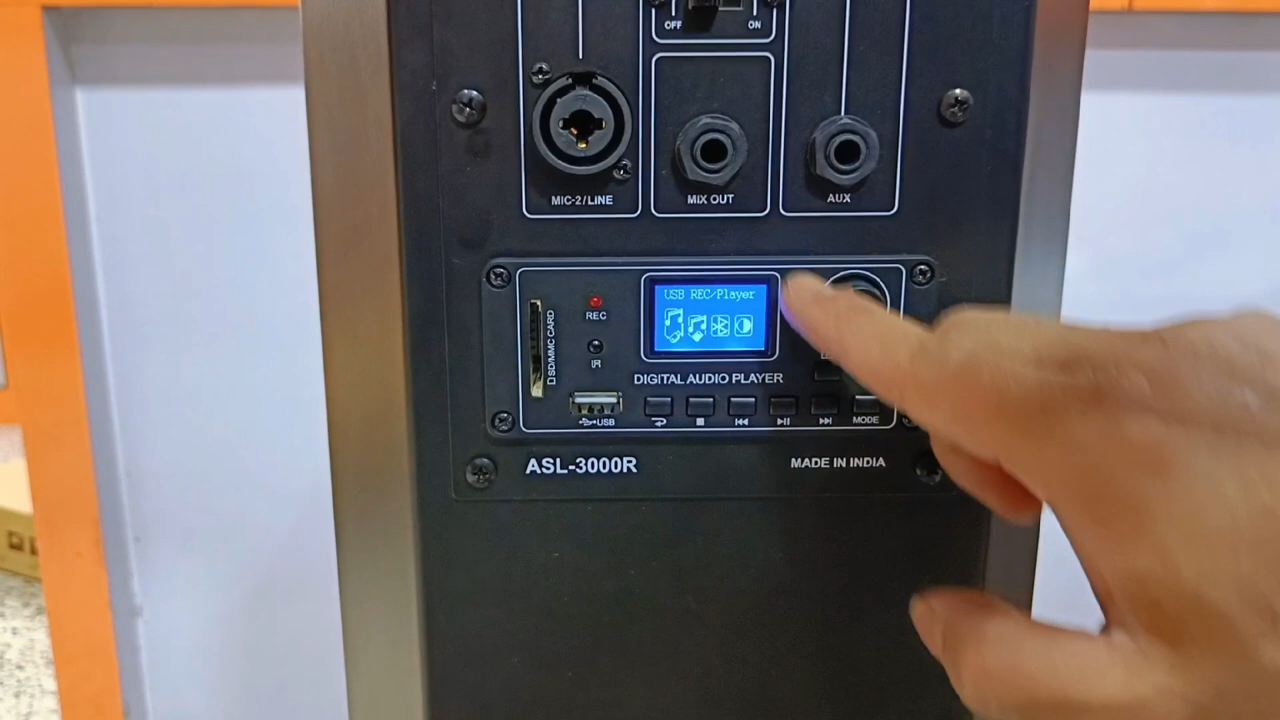 OFF
ON
MIC-2/LINE
MIX OUT
AUX
USB REC/Player
REC
SD/MMC CARD
IR
DIGITAL AUDIO PLAYER
USB
MODE
ASL-3000R
MADE IN INDIA